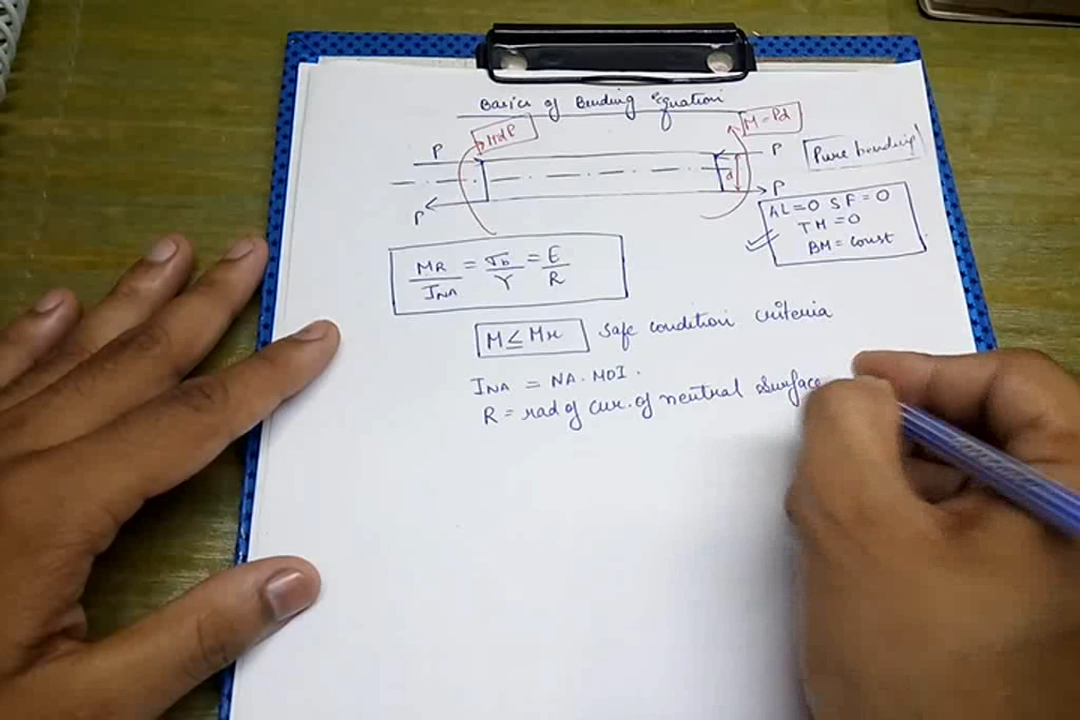 Basics of Bending Equation
M=Pd
P
P
Pure bending
d
P
P
AL=0 SF=0
TM=0
BM=const
MR/INA = σb/Y = E/R
M≤Mr safe condition criteria
INA = NA.MOI.
R = rad of cur. of neutral surface